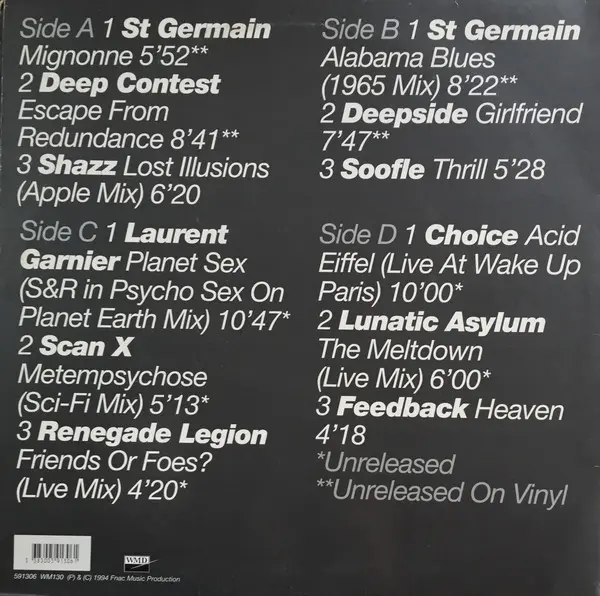 Side A 1 St Germain
Mignonne 5'52**
2 Deep Contest
Escape From
Redundance 8'41**
3 Shazz Lost Illusions
(Apple Mix) 6'20
Side B 1 St Germain
Alabama Blues
(1965 Mix) 8'22**
2 Deepside Girlfriend
7'47**
3 Soofle Thrill 5'28
Side C 1 Laurent
Garnier Planet Sex
(S&R in Psycho Sex On
Planet Earth Mix) 10'47*
2 Scan X
Metempsychose
(Sci-Fi Mix) 5'13*
3 Renegade Legion
Friends Or Foes?
(Live Mix) 4'20*
Side D 1 Choice Acid
Eiffel (Live At Wake Up
Paris) 10'00*
2 Lunatic Asylum
The Meltdown
(Live Mix) 6'00*
3 Feedback Heaven
4'18
*Unreleased
**Unreleased On Vinyl
WMD
591306 WM130 (P) & (C) 1994 Fnac Music Production